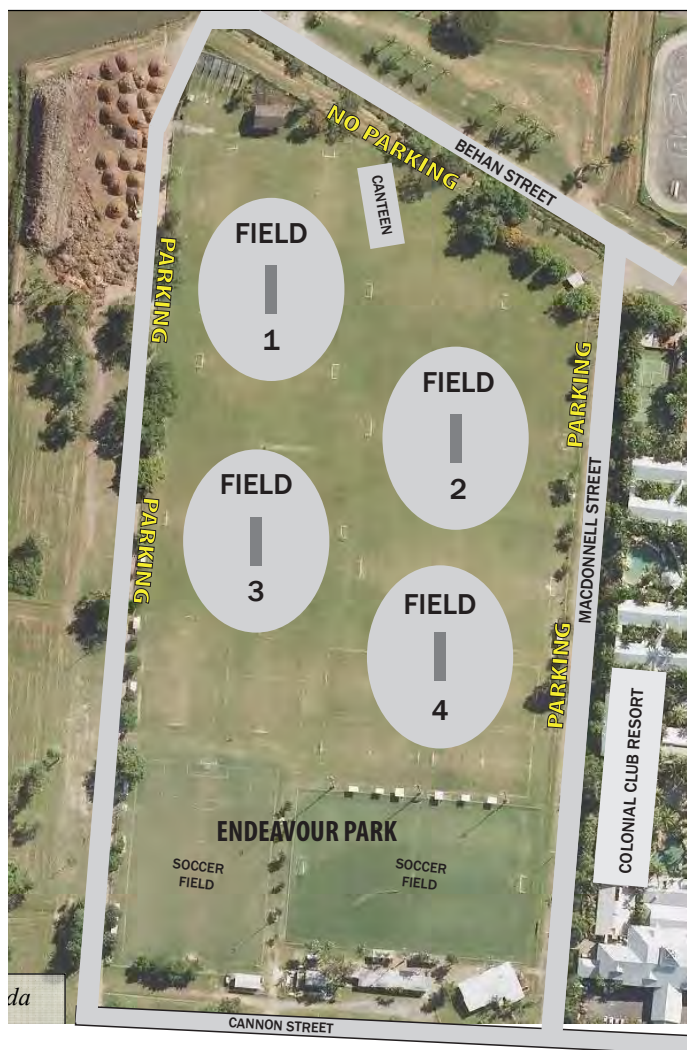 NO PARKING
BEHAN STREET
CANTEEN
FIELD
1
PARKING
FIELD
2
PARKING
FIELD
3
PARKING
MACDONNELL STREET
FIELD
4
PARKING
COLONIAL CLUB RESORT
ENDEAVOUR PARK
SOCCER
FIELD
SOCCER
FIELD
da
CANNON STREET